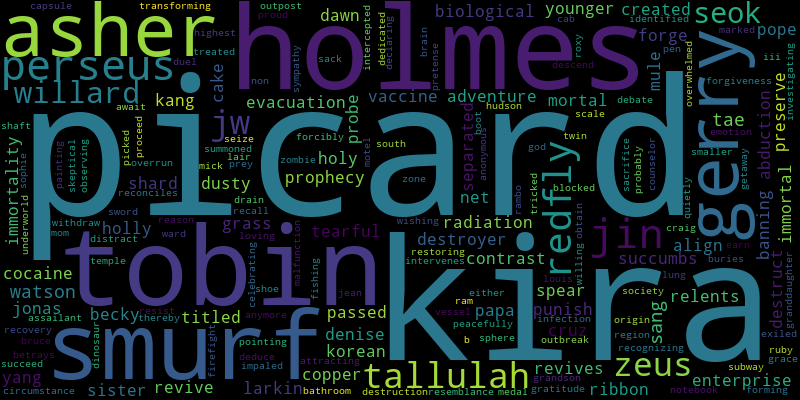 capsule transforming proud outpost dawn biological younger created seok
asher holmes highest intercepted dedicated declaring cab identified marked pen iii pope
perseus duel treated sack sympathy brain pretense roxy descend forge investigating
willard kang cake non evacuation probe vaccine adventure mule mortal debate overwhelmed forgiveness
picard jw await picked proceed seize hudson boot anonymous scale twin separated tae emotion preserve
shaft overrun summoned forcibly south god smaller gerry abduction
immortality sophie painting skeptical observing mick lair prey motel holy zombie zone redfly tricked blocked sacrifice probably counselor getaway immortal
underworld shard dusty drain recall prophecy net rambo quietly banning
withdraw reconciles sword holly grass tearful wishing radiation willing obtain craig earn
mom distract reason ward loving malfunction restoring destroyer contrast jin align buries destruct
cocaine temple tobin celebrating fishing intervenes kira louis succumbs lung granddaughter
watson resist shoe jean ram either spear society origin relents exiled
jonas becky titled anymore passed vessel b papa punish sang region
recovery assailant thereby firefight denise peacefully sphere infection cruz recognizing
bruce dinosaur smurf pointing deduce korean outbreak zeus ruby
yang betrays impaled copper attracting tallulah revives grandson subway grace
succeed sister revive larkin bathroom destruction resemblance medal gratitude ribbon notebook enterprise
circumstance forming